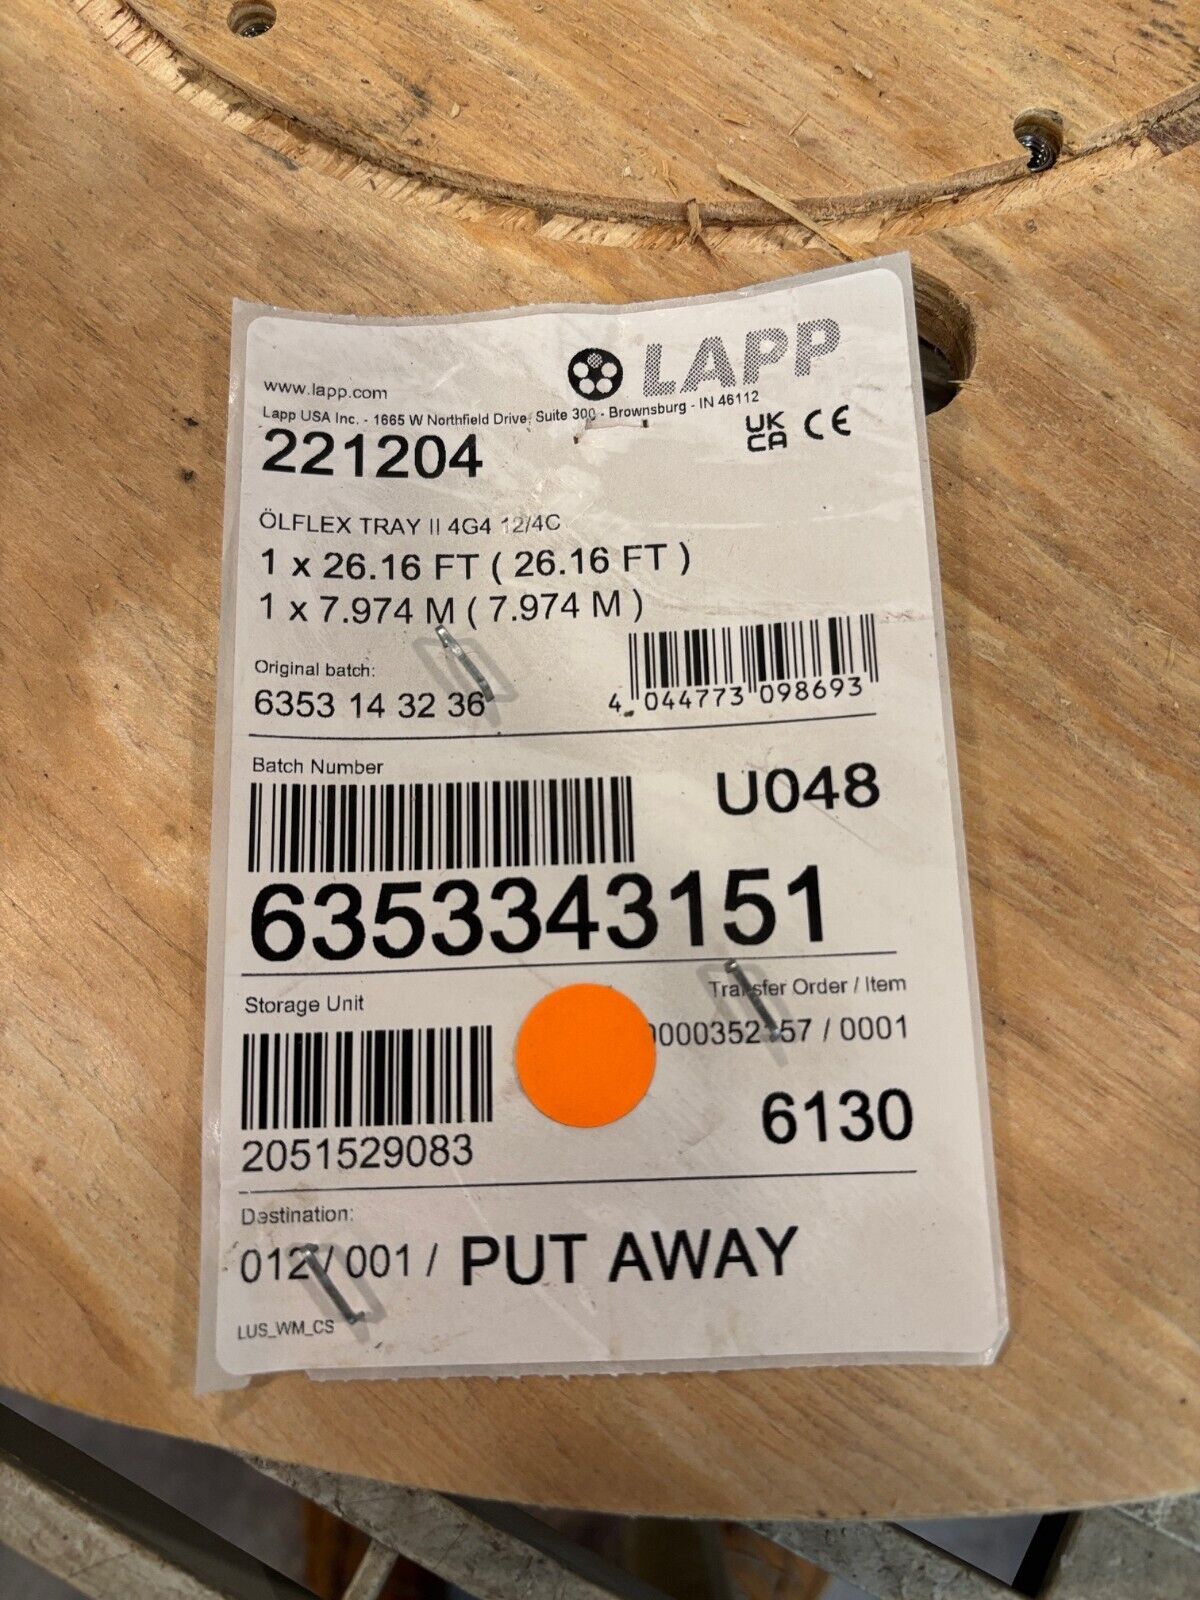 LAPP
www.lapp.com
Lapp USA Inc. - 1665 W Northfield Drive, Suite 300 - Brownsburg - IN 46112
UK CA CE
221204
ÖLFLEX TRAY II 4G4 12/4C
1 x 26.16 FT ( 26.16 FT )
1 x 7.974 M ( 7.974 M )
Original batch:
6353 14 32 36
4 044773 098693
Batch Number
U048
6353343151
Storage Unit
Transfer Order / Item
/ 0001
2051529083
6130
Destination:
012 / 001 / PUT AWAY
LUS_WM_CS